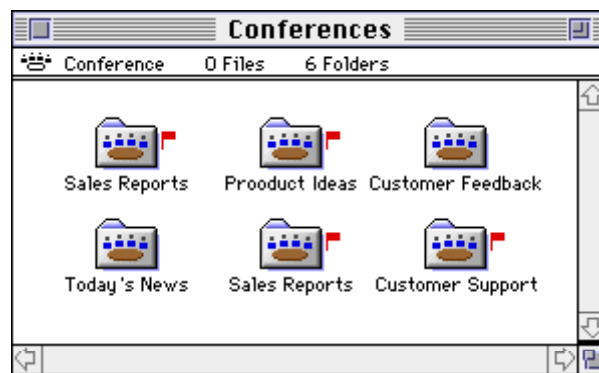 Conferences
Conference 0 Files 6 Folders
Sales Reports Prooduct Ideas Customer Feedback
Today's News Sales Reports Customer Support